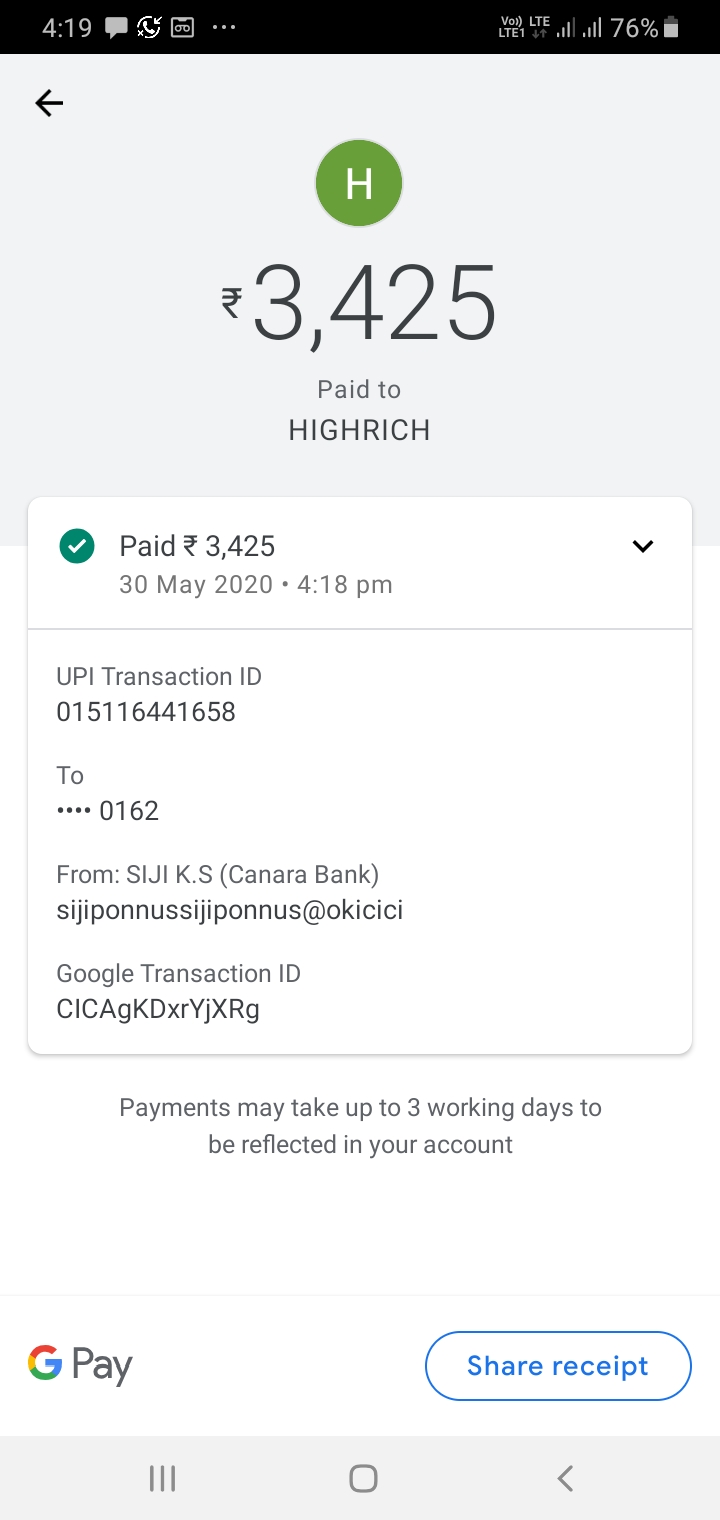 4:19
Vo)) LTE
LTE1
76%
H
₹3,425
Paid to
HIGHRICH
Paid ₹ 3,425
30 May 2020 • 4:18 pm
UPI Transaction ID
015116441658
To
•••• 0162
From: SIJI K.S (Canara Bank)
sijiponnussijiponnus@okicici
Google Transaction ID
CICAgKDxrYjXRg
Payments may take up to 3 working days to
be reflected in your account
G Pay
Share receipt